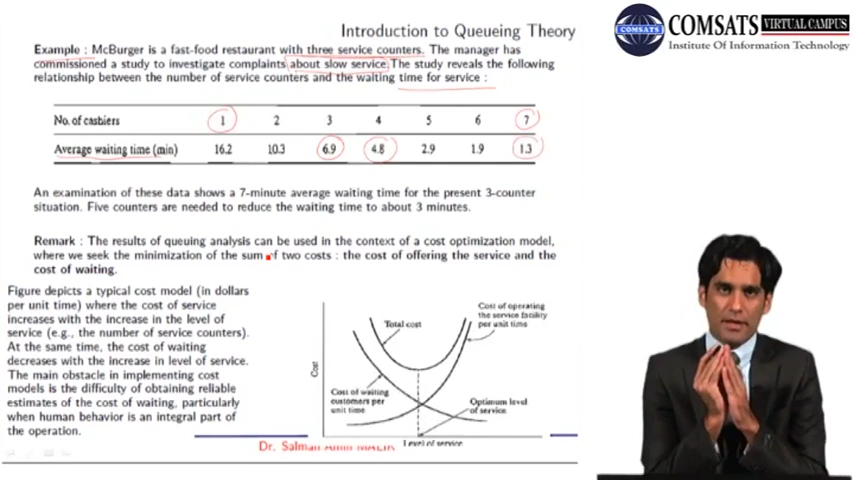 Introduction to Queueing Theory
COMSATS VIRTUAL CAMPUS
Institute Of Information Technology
Example : McBurger is a fast-food restaurant with three service counters. The manager has
commissioned a study to investigate complaints about slow service. The study reveals the following
relationship between the number of service counters and the waiting time for service :
No. of cashiers 1 2 3 4 5 6 7
Average waiting time (min) 16.2 10.3 6.9 4.8 2.9 1.9 1.3
An examination of these data shows a 7-minute average waiting time for the present 3-counter
situation. Five counters are needed to reduce the waiting time to about 3 minutes.
Remark : The results of queuing analysis can be used in the context of a cost optimization model,
where we seek the minimization of the sum of two costs : the cost of offering the service and the
cost of waiting.
Figure depicts a typical cost model (in dollars
per unit time) where the cost of service
increases with the increase in the level of
service (e.g., the number of service counters).
At the same time, the cost of waiting
decreases with the increase in level of service.
The main obstacle in implementing cost
models is the difficulty of obtaining reliable
estimates of the cost of waiting, particularly
when human behavior is an integral part of
the operation.
Cost of operating
the service facility
per unit time
Total cost
Cost
Cost of waiting
customers per
unit time
Optimum level
of service
Level of service
Dr. Salman Amin MALIK